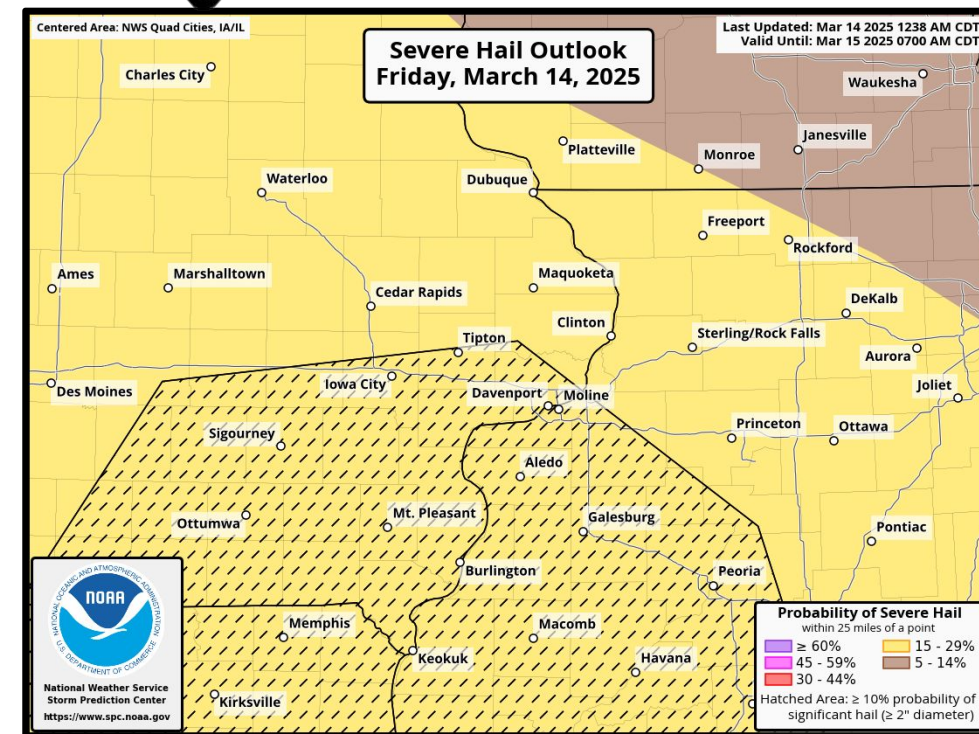 Centered Area: NWS Quad Cities, IA/IL
Severe Hail Outlook
Friday, March 14, 2025
Last Updated: Mar 14 2025 1238 AM CDT
Valid Until: Mar 15 2025 0700 AM CDT
Charles City
Waukesha
Janesville
Platteville
Monroe
Waterloo
Dubuque
Freeport
Rockford
Ames
Marshalltown
Maquoketa
Cedar Rapids
DeKalb
Clinton
Sterling/Rock Falls
Tipton
Aurora
Iowa City
Joliet
Des Moines
Davenport
Moline
Princeton
Ottawa
Sigourney
Aledo
Mt. Pleasant
Galesburg
Ottumwa
Pontiac
Burlington
Peoria
Memphis
Macomb
Keokuk
Havana
Kirksville
NATIONAL OCEANIC AND ATMOSPHERIC ADMINISTRATION
NOAA
U.S. DEPARTMENT OF COMMERCE
National Weather Service
Storm Prediction Center
https://www.spc.noaa.gov
Probability of Severe Hail
within 25 miles of a point
≥ 60%
45 - 59%
30 - 44%
15 - 29%
5 - 14%
Hatched Area: ≥ 10% probability of
significant hail (≥ 2" diameter)